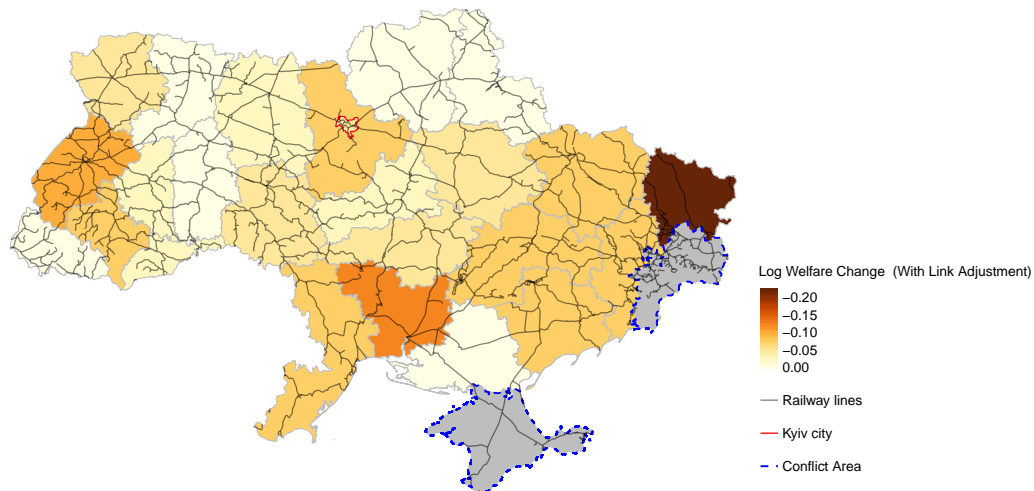 Log Welfare Change  (With Link Adjustment)
−0.20
−0.15
−0.10
−0.05
0.00
Railway lines
Kyiv city
Conflict Area